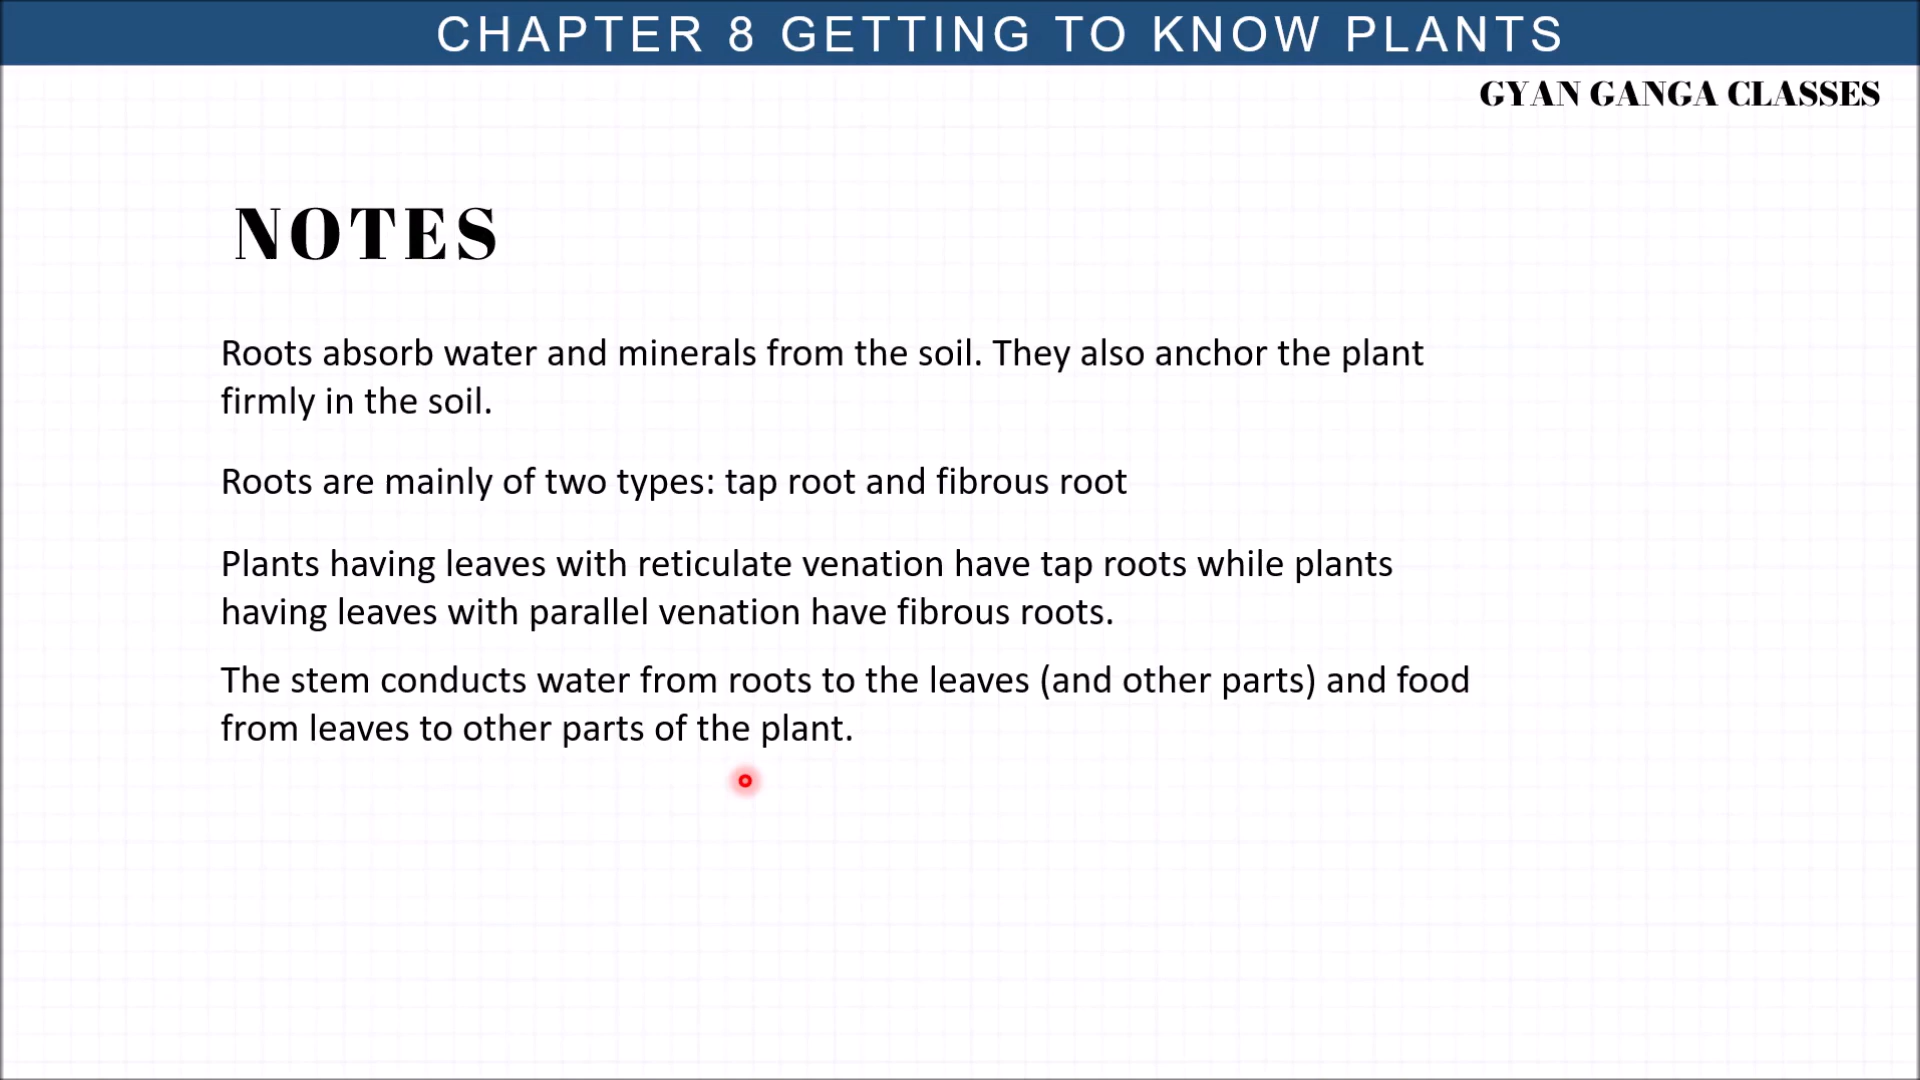 CHAPTER 8 GETTING TO KNOW PLANTS
GYAN GANGA CLASSES
NOTES
Roots absorb water and minerals from the soil. They also anchor the plant
firmly in the soil.
Roots are mainly of two types: tap root and fibrous root
Plants having leaves with reticulate venation have tap roots while plants
having leaves with parallel venation have fibrous roots.
The stem conducts water from roots to the leaves (and other parts) and food
from leaves to other parts of the plant.